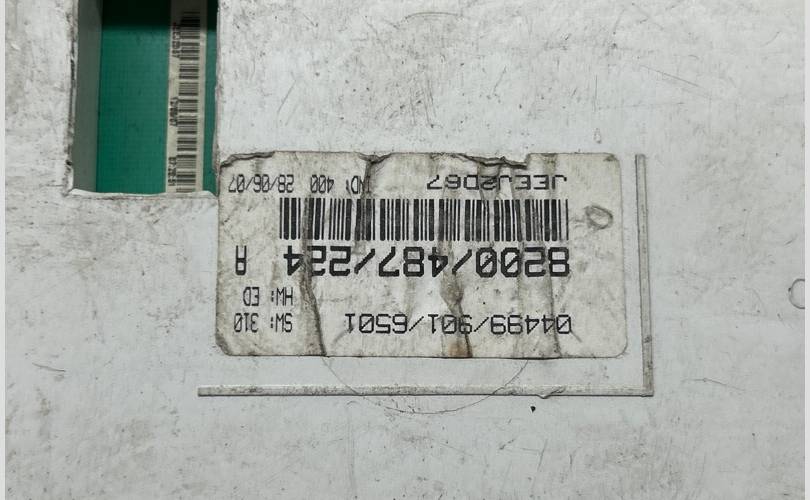 04499/901/6501 SW: 310
HW: ED
8200/487/224 A
JEEJ2D67 IND: 400 28/06/07